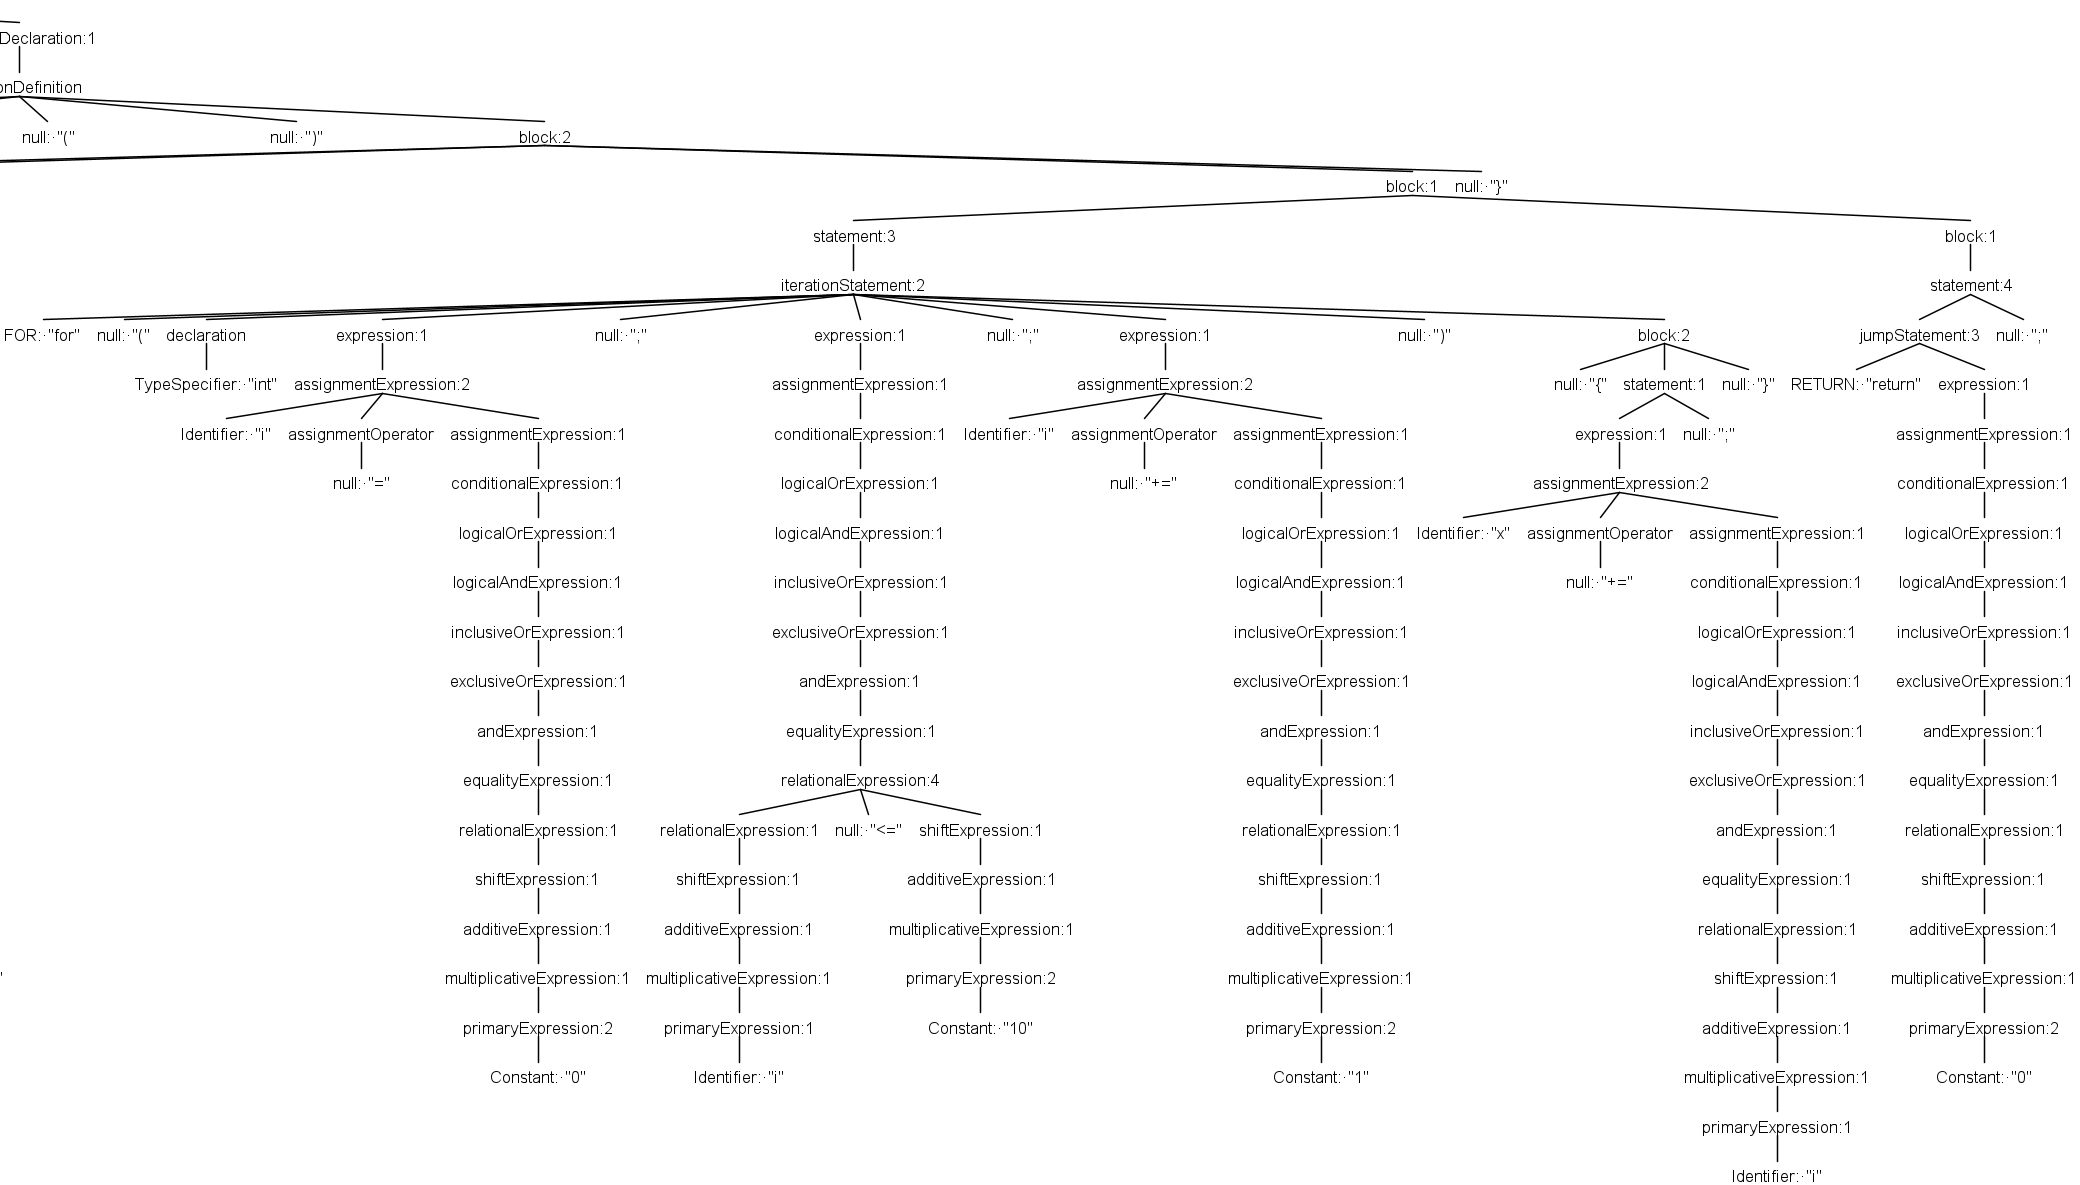 Declaration:1
onDefinition
null:·"(" null:·")" block:2
block:1 null:·"}"
statement:3 block:1
iterationStatement:2 statement:4
FOR:·"for" null:·"(" declaration expression:1 null:·";" expression:1 null:·";" expression:1 null:·")" block:2 jumpStatement:3 null:·";"
TypeSpecifier:·"int" assignmentExpression:2 assignmentExpression:1 assignmentExpression:2 null:·"{" statement:1 null:·"}" RETURN:·"return" expression:1
Identifier:·"i" assignmentOperator assignmentExpression:1 conditionalExpression:1 Identifier:·"i" assignmentOperator assignmentExpression:1 expression:1 null:·";" assignmentExpression:1
null:·"=" conditionalExpression:1 logicalOrExpression:1 null:·"+=" conditionalExpression:1 assignmentExpression:2 conditionalExpression:1
logicalOrExpression:1 logicalAndExpression:1 logicalOrExpression:1 Identifier:·"x" assignmentOperator assignmentExpression:1 logicalOrExpression:1
logicalAndExpression:1 inclusiveOrExpression:1 logicalAndExpression:1 null:·"+=" conditionalExpression:1 logicalAndExpression:1
inclusiveOrExpression:1 exclusiveOrExpression:1 inclusiveOrExpression:1 logicalOrExpression:1 inclusiveOrExpression:1
exclusiveOrExpression:1 andExpression:1 exclusiveOrExpression:1 logicalAndExpression:1 exclusiveOrExpression:1
andExpression:1 equalityExpression:1 andExpression:1 inclusiveOrExpression:1 andExpression:1
equalityExpression:1 relationalExpression:4 equalityExpression:1 exclusiveOrExpression:1 equalityExpression:1
relationalExpression:1 relationalExpression:1 null:·"<=" shiftExpression:1 relationalExpression:1 andExpression:1 relationalExpression:1
shiftExpression:1 shiftExpression:1 additiveExpression:1 shiftExpression:1 equalityExpression:1 shiftExpression:1
additiveExpression:1 additiveExpression:1 multiplicativeExpression:1 additiveExpression:1 relationalExpression:1 additiveExpression:1
" multiplicativeExpression:1 multiplicativeExpression:1 primaryExpression:2 multiplicativeExpression:1 shiftExpression:1 multiplicativeExpression:1
primaryExpression:2 primaryExpression:1 Constant:·"10" primaryExpression:2 additiveExpression:1 primaryExpression:2
Constant:·"0" Identifier:·"i" Constant:·"1" multiplicativeExpression:1 Constant:·"0"
primaryExpression:1
Identifier:·"i"